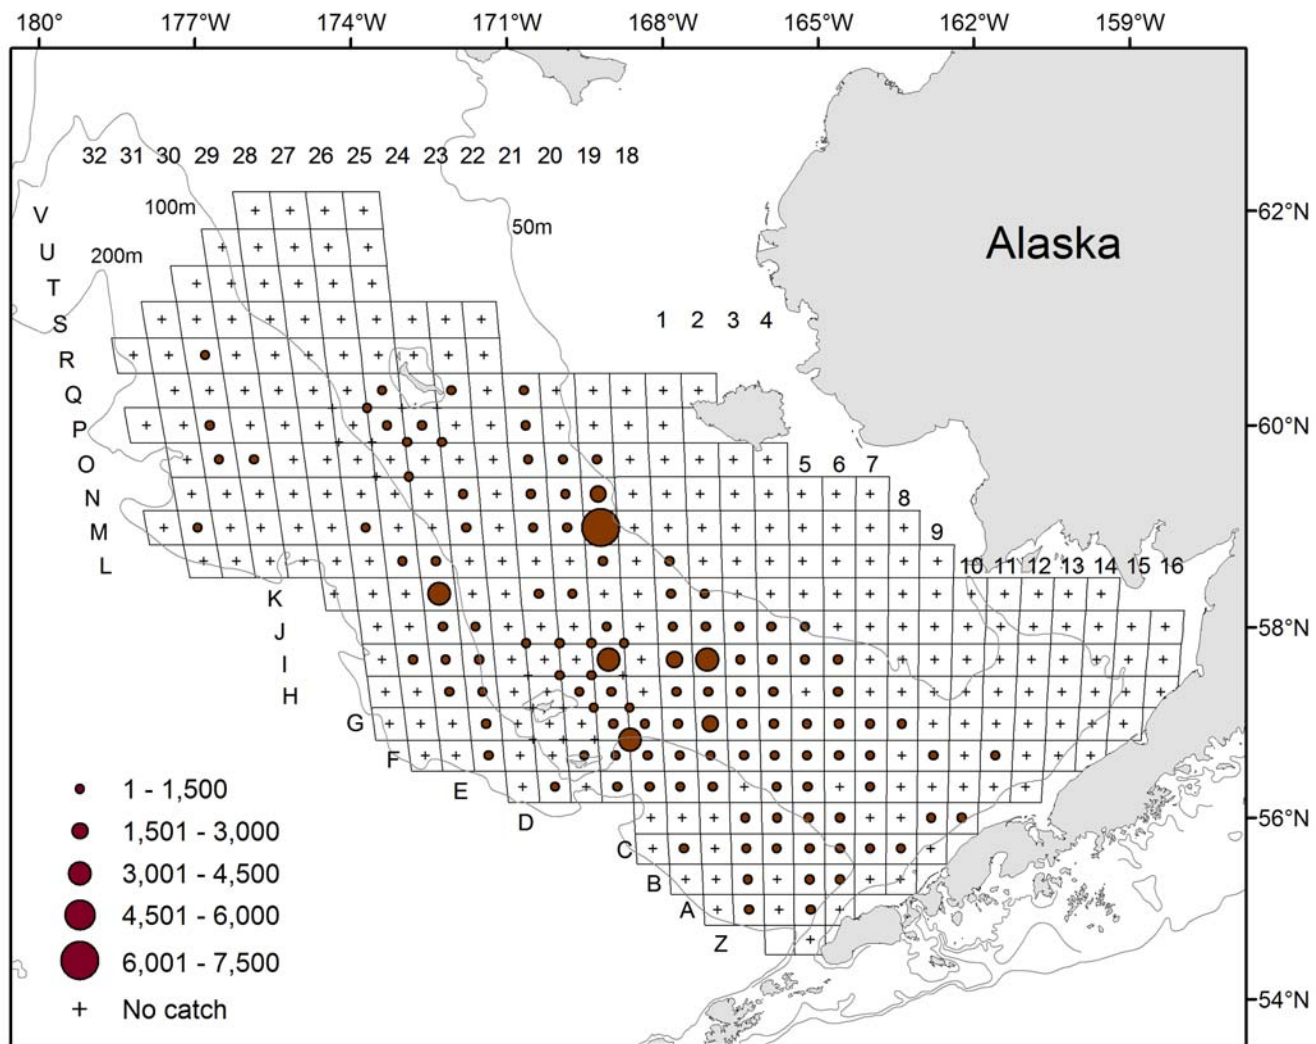 180° 177°W 174°W 171°W 168°W 165°W 162°W 159°W
32 31 30 29 28 27 26 25 24 23 22 21 20 19 18
V
100m
62°N
50m
U
Alaska
200m
T
S
1 2 3 4
R
Q
P
60°N
O
5 6 7
N
8
M
9
L
10 11 12 13 14 15 16
K
J
58°N
I
H
G
F
E
1 - 1,500
D
56°N
1,501 - 3,000
C
3,001 - 4,500
B
A
4,501 - 6,000
Z
6,001 - 7,500
54°N
No catch